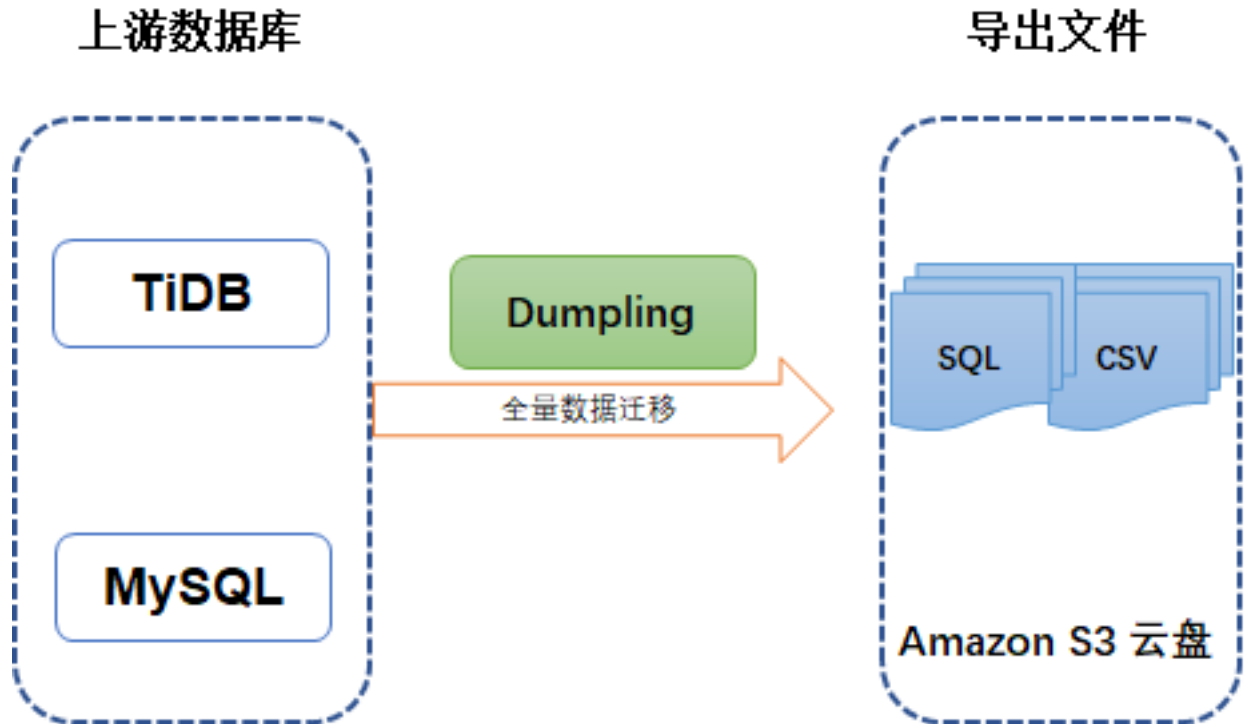 上游数据库
导出文件
TiDB
Dumpling
SQL
CSV
全量数据迁移
MySQL
Amazon S3 云盘